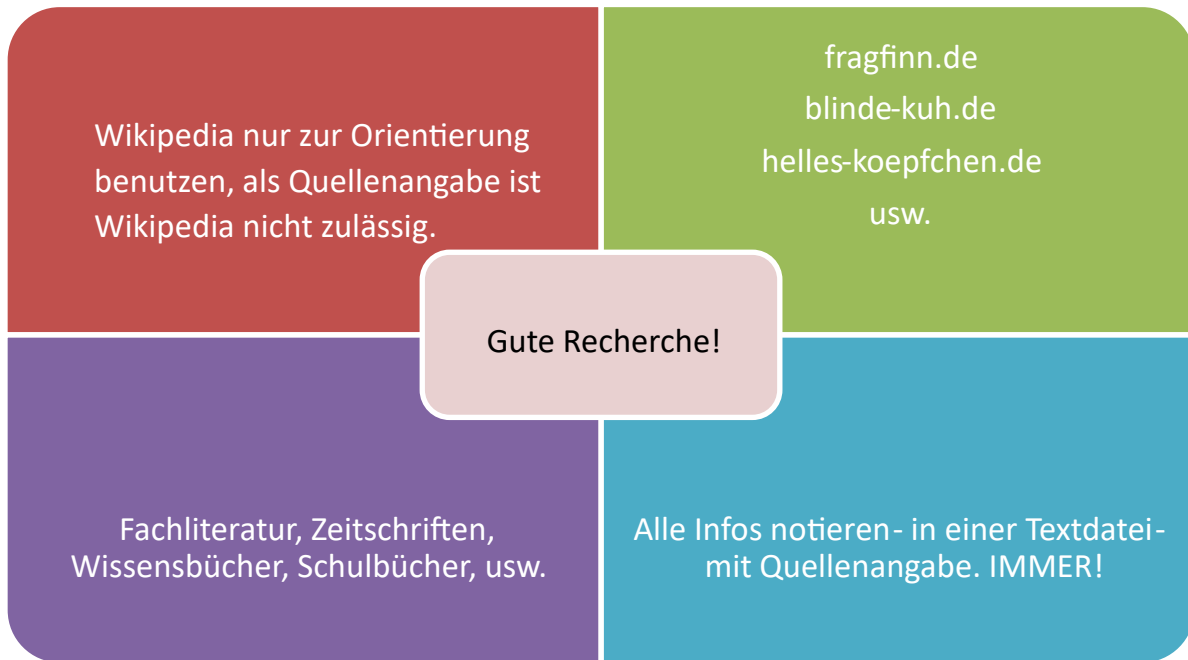 Wikipedia nur zur Orientierung
benutzen, als Quellenangabe ist
Wikipedia nicht zulässig.
fragfinn.de
blinde-kuh.de
helles-koepfchen.de
usw.
Gute Recherche!
Fachliteratur, Zeitschriften,
Wissensbücher, Schulbücher, usw.
Alle Infos notieren- in einer Textdatei-
mit Quellenangabe. IMMER!